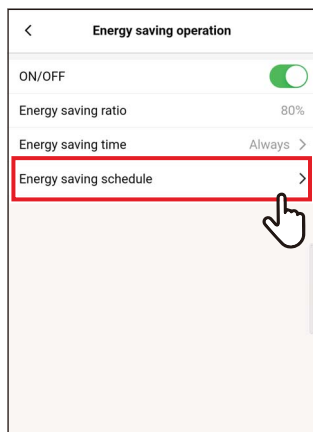 Energy saving operation
ON/OFF
Energy saving ratio 80%
Energy saving time Always
Energy saving schedule